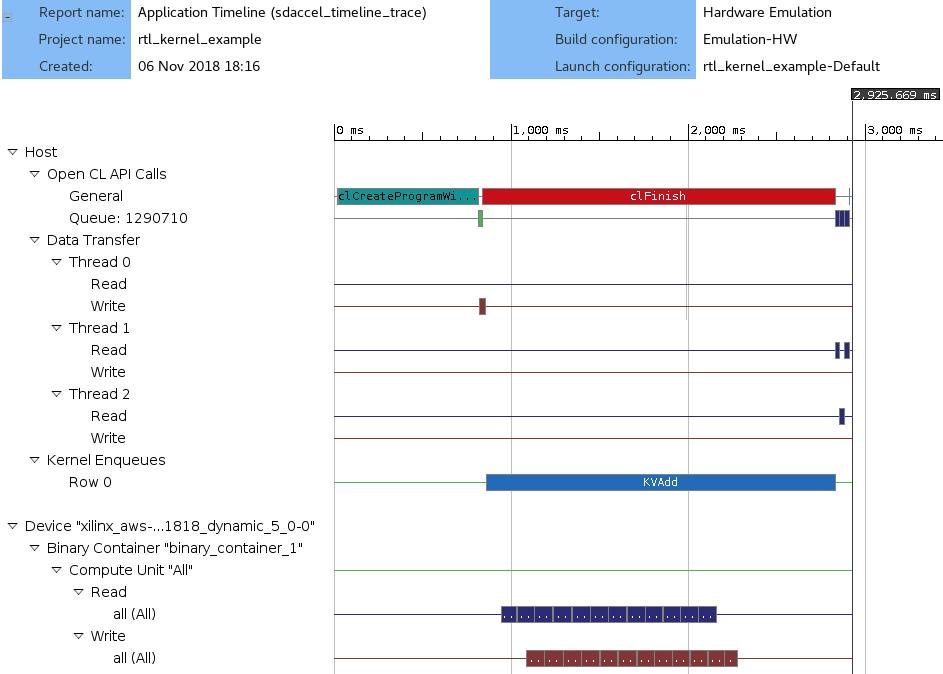 Report name: Application Timeline (sdaccel_timeline_trace) Target: Hardware Emulation
Project name: rtl_kernel_example Build configuration: Emulation-HW
Created: 06 Nov 2018 18:16 Launch configuration: rtl_kernel_example-Default
2,925.669 ms
0 ms 1,000 ms 2,000 ms 3,000 ms
Host
Open CL API Calls
General clCreateProgramWi... clFinish
Queue: 1290710
Data Transfer
Thread 0
Read
Write
Thread 1
Read
Write
Thread 2
Read
Write
Kernel Enqueues
Row 0 KVAdd
Device "xilinx_aws-...1818_dynamic_5_0-0"
Binary Container "binary_container_1"
Compute Unit "All"
Read
all (All)
Write
all (All)